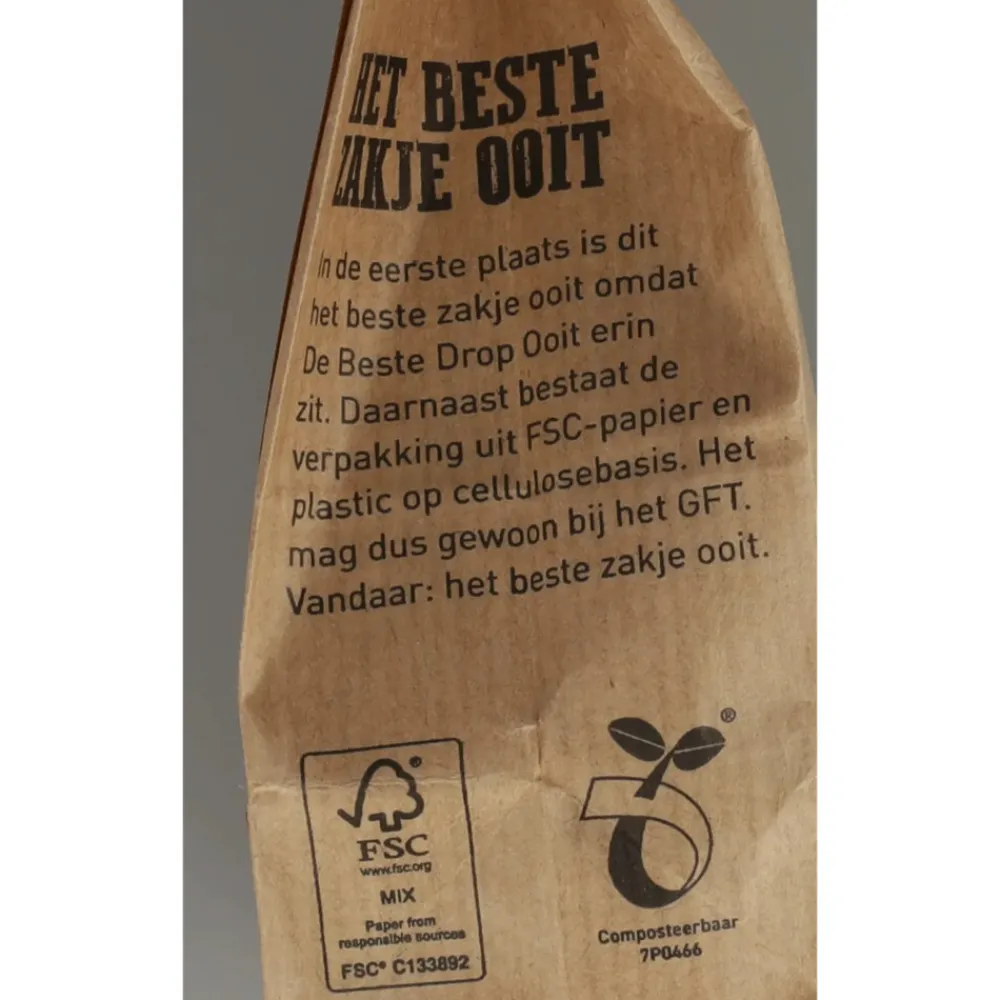 HET BESTE
ZAKJE OOIT
In de eerste plaats is dit
het beste zakje ooit omdat
De Beste Drop Ooit erin
zit. Daarnaast bestaat de
verpakking uit FSC-papier en
plastic op cellulosebasis. Het
mag dus gewoon bij het GFT.
Vandaar: het beste zakje ooit.
®
FSC
www.fsc.org
MIX
Paper from
responsible sources
FSC® C133892
®
Composteerbaar
7P0466